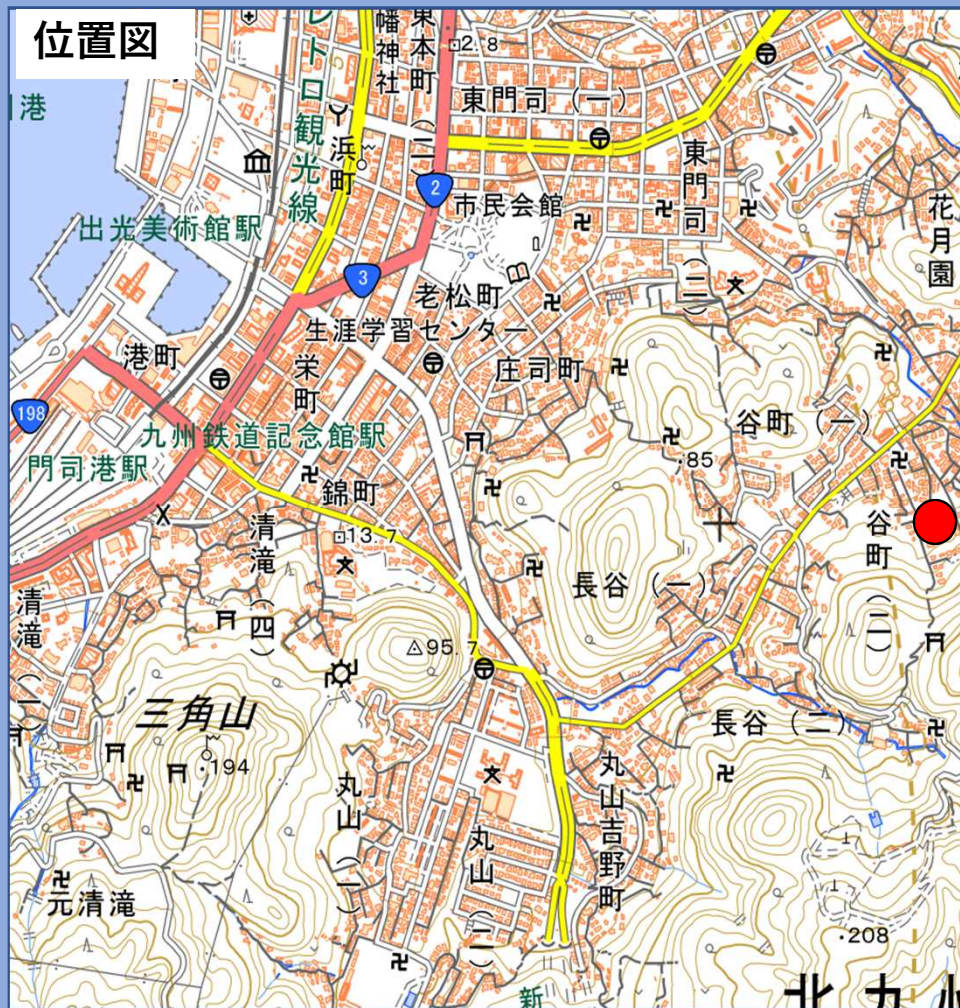 位置図
レトロ観光線
幡神社
東本町(二)
2.8
東門司(一)
浜町
2
東門司(二)
市民会館
花月園
出光美術館駅
3
老松町
生涯学習センター
港町
栄町
庄司町
198
九州鉄道記念館駅
谷町(一)
門司港駅
85
錦町
清滝(四)
13.7
谷町(二)
長谷(一)
清滝
95.7
三角山
194
長谷(二)
丸山(一)
丸山吉野町
丸山(二)
元清滝
208
新
北九